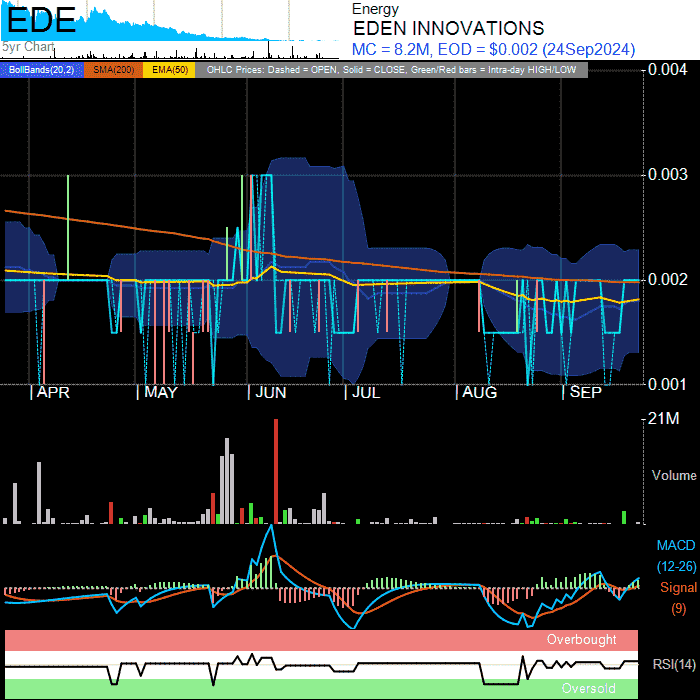 EDE
5yr Chart
Energy
EDEN INNOVATIONS
MC = 8.2M, EOD = $0.002 (24Sep2024)
BollBands(20,2) SMA(200) EMA(50) OHLC Prices: Dashed = OPEN, Solid = CLOSE, Green/Red bars = Intra-day HIGH/LOW
0.004
0.003
0.002
0.001
APR MAY JUN JUL AUG SEP
21M
Volume
MACD
(12-26)
Signal
(9)
Overbought
RSI(14)
Oversold